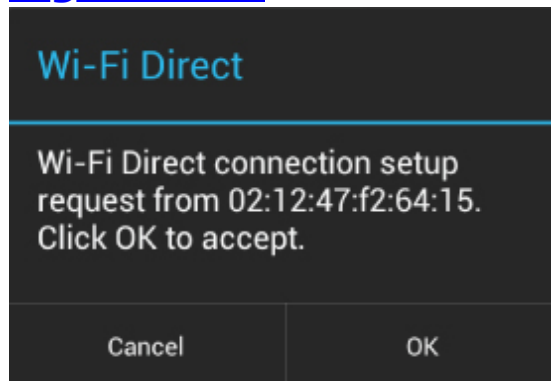 Wi-Fi Direct
Wi-Fi Direct connection setup
request from 02:12:47:f2:64:15.
Click OK to accept.
Cancel
OK